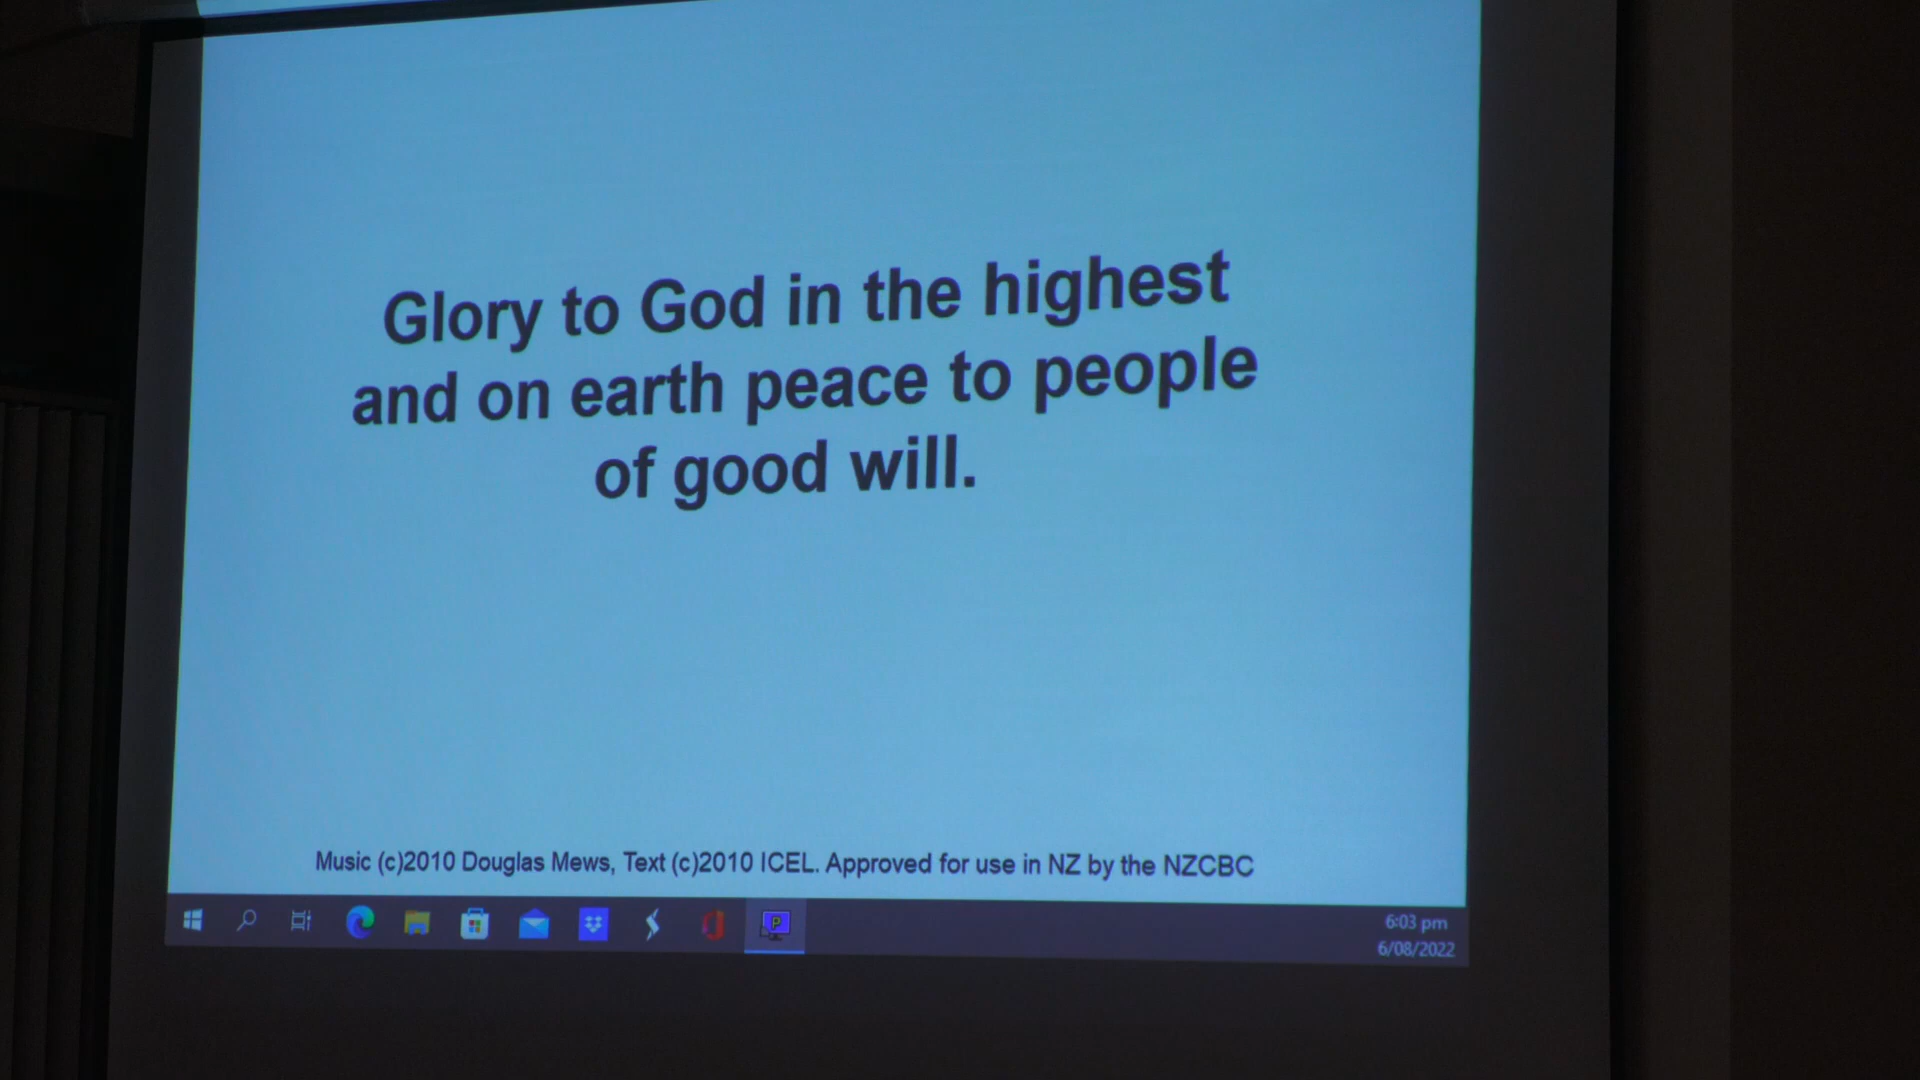 Glory to God in the highest
and on earth peace to people
of good will.
Music (c)2010 Douglas Mews, Text (c)2010 ICEL. Approved for use in NZ by the NZCBC
P
6:03 pm
6/08/2022